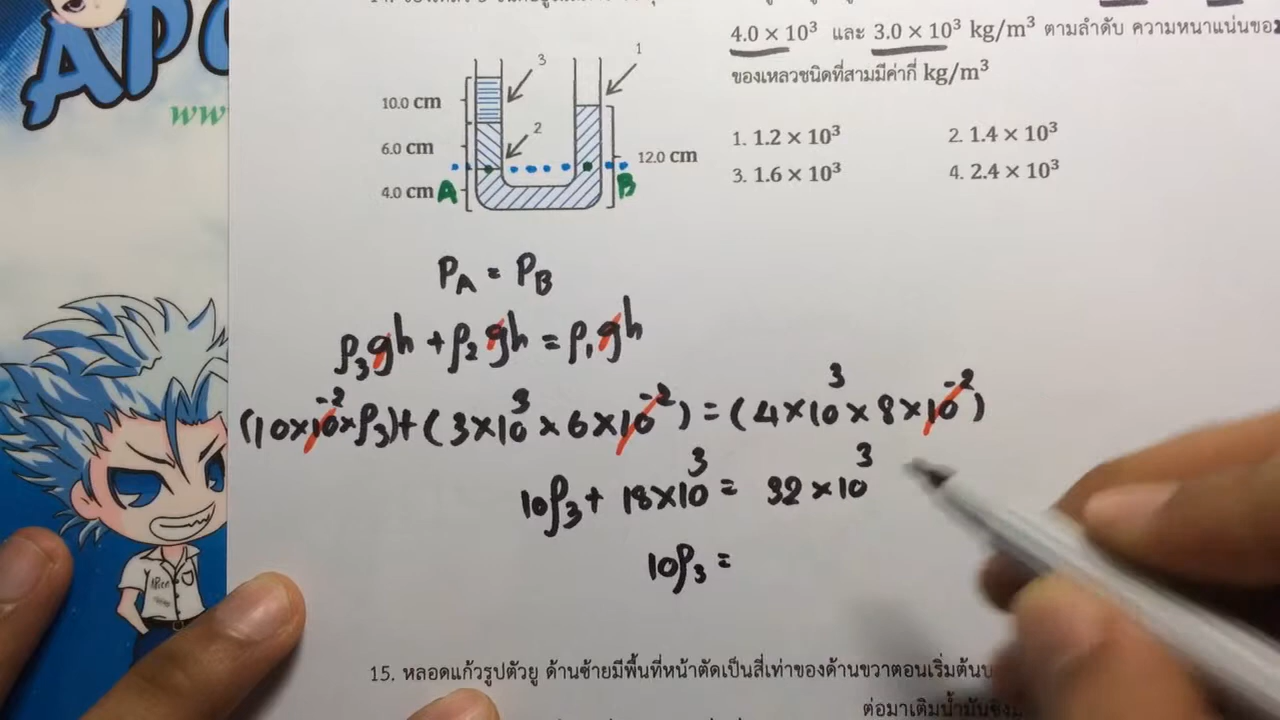 AP
www
4.0 × 10³ และ 3.0 × 10³ kg/m³ ตามลำดับ ความหนาแน่นของ
ของเหลวชนิดที่สามมีค่ากี่ kg/m³
1. 1.2 × 10³ 2. 1.4 × 10³
3. 1.6 × 10³ 4. 2.4 × 10³
3 1
10.0 cm
2
6.0 cm
12.0 cm
4.0 cm A B
P_A = P_B
ρ₃gh + ρ₂gh = ρ₁gh
(10×10⁻²×ρ₃)+(3×10³×6×10⁻²) = (4×10³×8×10⁻²)
10ρ₃ + 18×10³ = 32×10³
10ρ₃ =
15. หลอดแก้วรูปตัวยู ด้านซ้ายมีพื้นที่หน้าตัดเป็นสี่เท่าของด้านขวาตอนเริ่มต้นบ
ต่อมาเติมน้ำมันซึ่งม